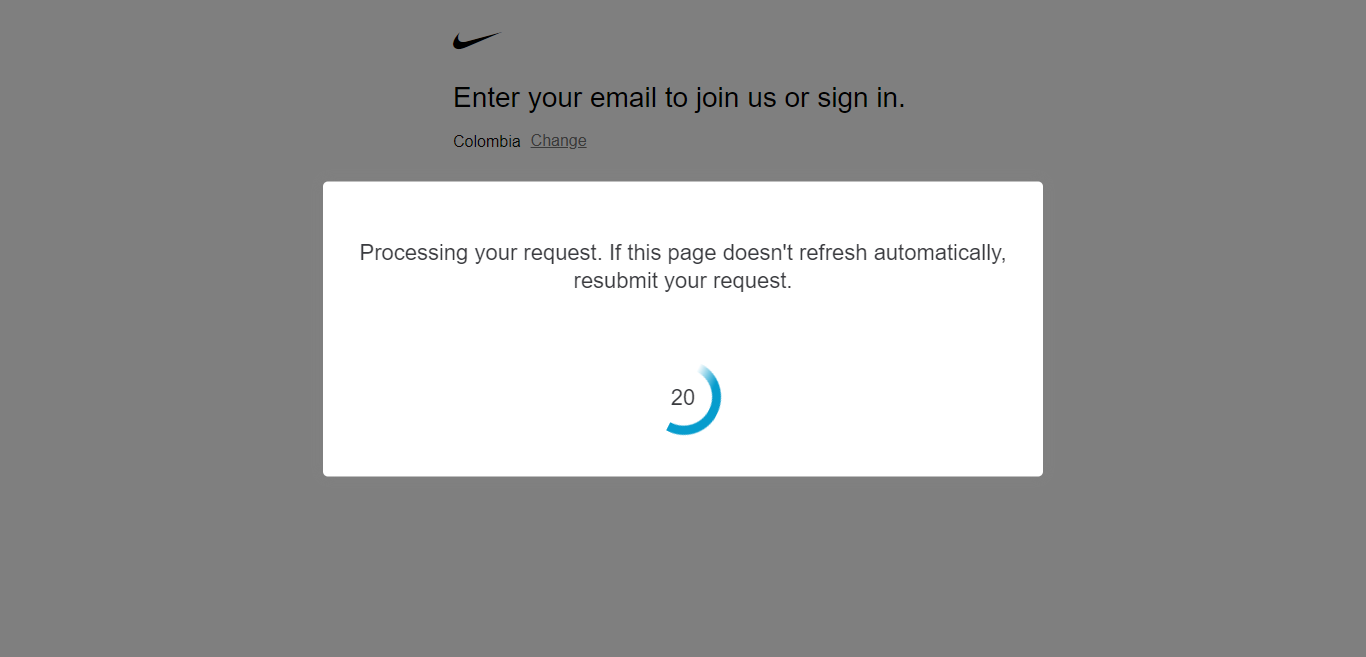 Enter your email to join us or sign in.
Colombia Change
Processing your request. If this page doesn't refresh automatically,
resubmit your request.
20